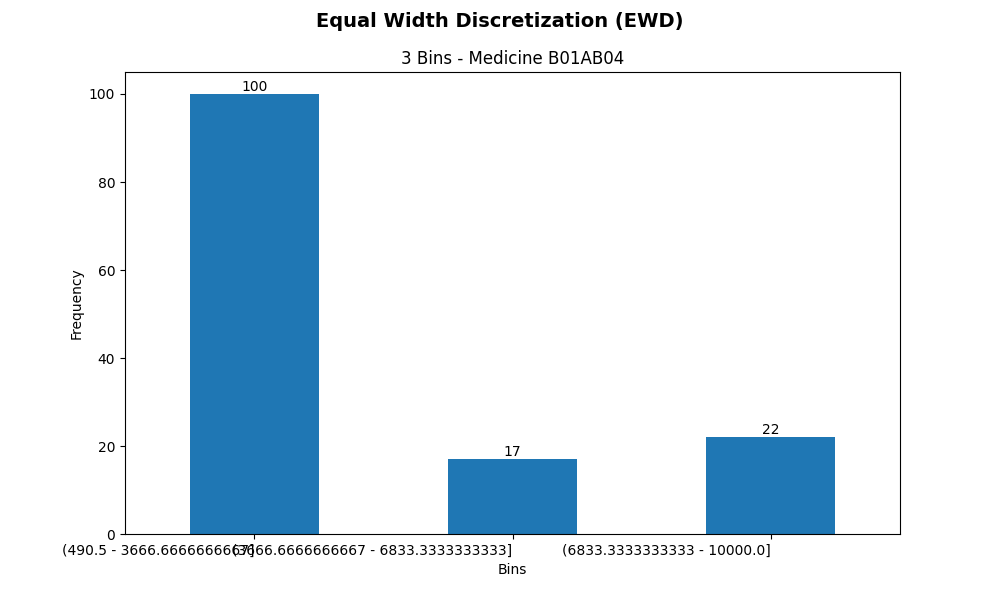 Equal Width Discretization (EWD)
3 Bins - Medicine B01AB04
100
80
60
40
20
0
Frequency
100
17
22
(490.5 - 3666.6666666667]
(3666.6666666667 - 6833.3333333333]
(6833.3333333333 - 10000.0]
Bins